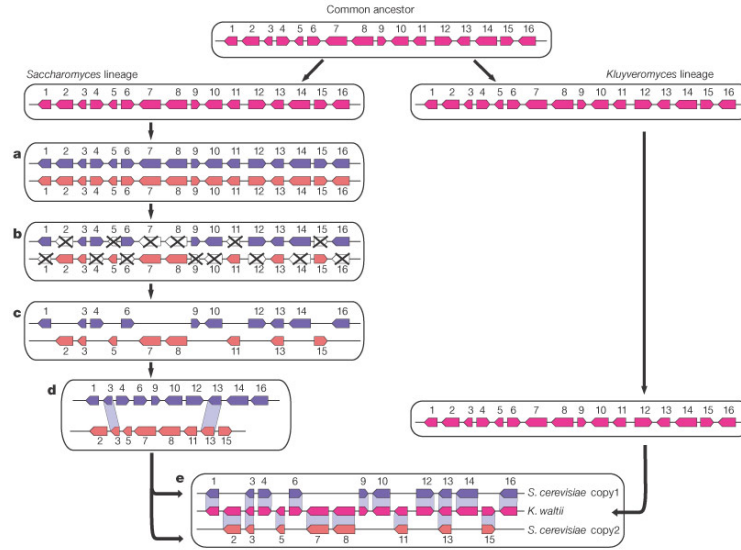 Common ancestor
1 2 3 4 5 6 7 8 9 10 11 12 13 14 15 16
Saccharomyces lineage
Kluyveromyces lineage
1 2 3 4 5 6 7 8 9 10 11 12 13 14 15 16
1 2 3 4 5 6 7 8 9 10 11 12 13 14 15 16
a
1 2 3 4 5 6 7 8 9 10 11 12 13 14 15 16
1 2 3 4 5 6 7 8 9 10 11 12 13 14 15 16
b
1 2 3 4 5 6 7 8 9 10 11 12 13 14 15 16
1 2 3 4 5 6 7 8 9 10 11 12 13 14 15 16
c
1 3 4 6 9 10 12 13 14 16
2 3 5 7 8 11 13 15
d
1 3 4 6 9 10 12 13 14 16
2 3 5 7 8 11 13 15
1 2 3 4 5 6 7 8 9 10 11 12 13 14 15 16
e
1 3 4 6 9 10 12 13 14 16
S. cerevisiae copy1
K. waltii
S. cerevisiae copy2
2 3 5 7 8 11 13 15